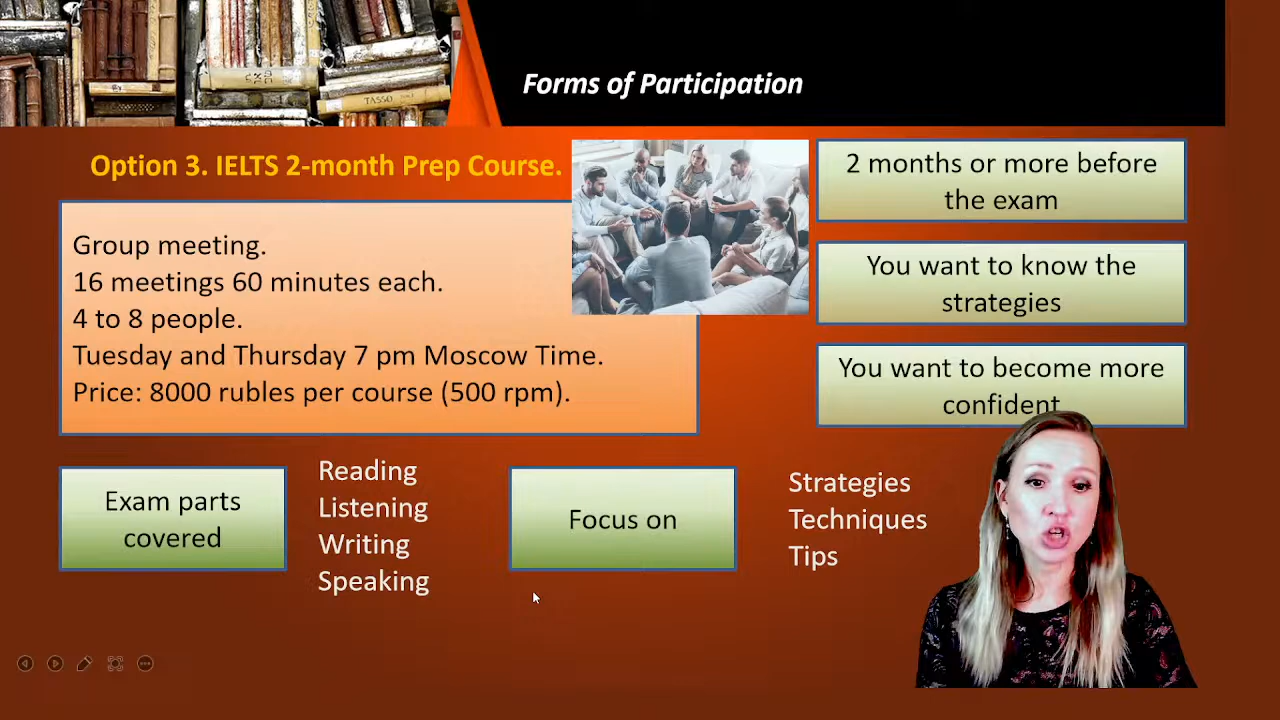 TASSO
Forms of Participation
Option 3. IELTS 2-month Prep Course.
Group meeting.
16 meetings 60 minutes each.
4 to 8 people.
Tuesday and Thursday 7 pm Moscow Time.
Price: 8000 rubles per course (500 rpm).
2 months or more before
the exam
You want to know the
strategies
You want to become more
confident
Exam parts
covered
Reading
Listening
Writing
Speaking
Focus on
Strategies
Techniques
Tips